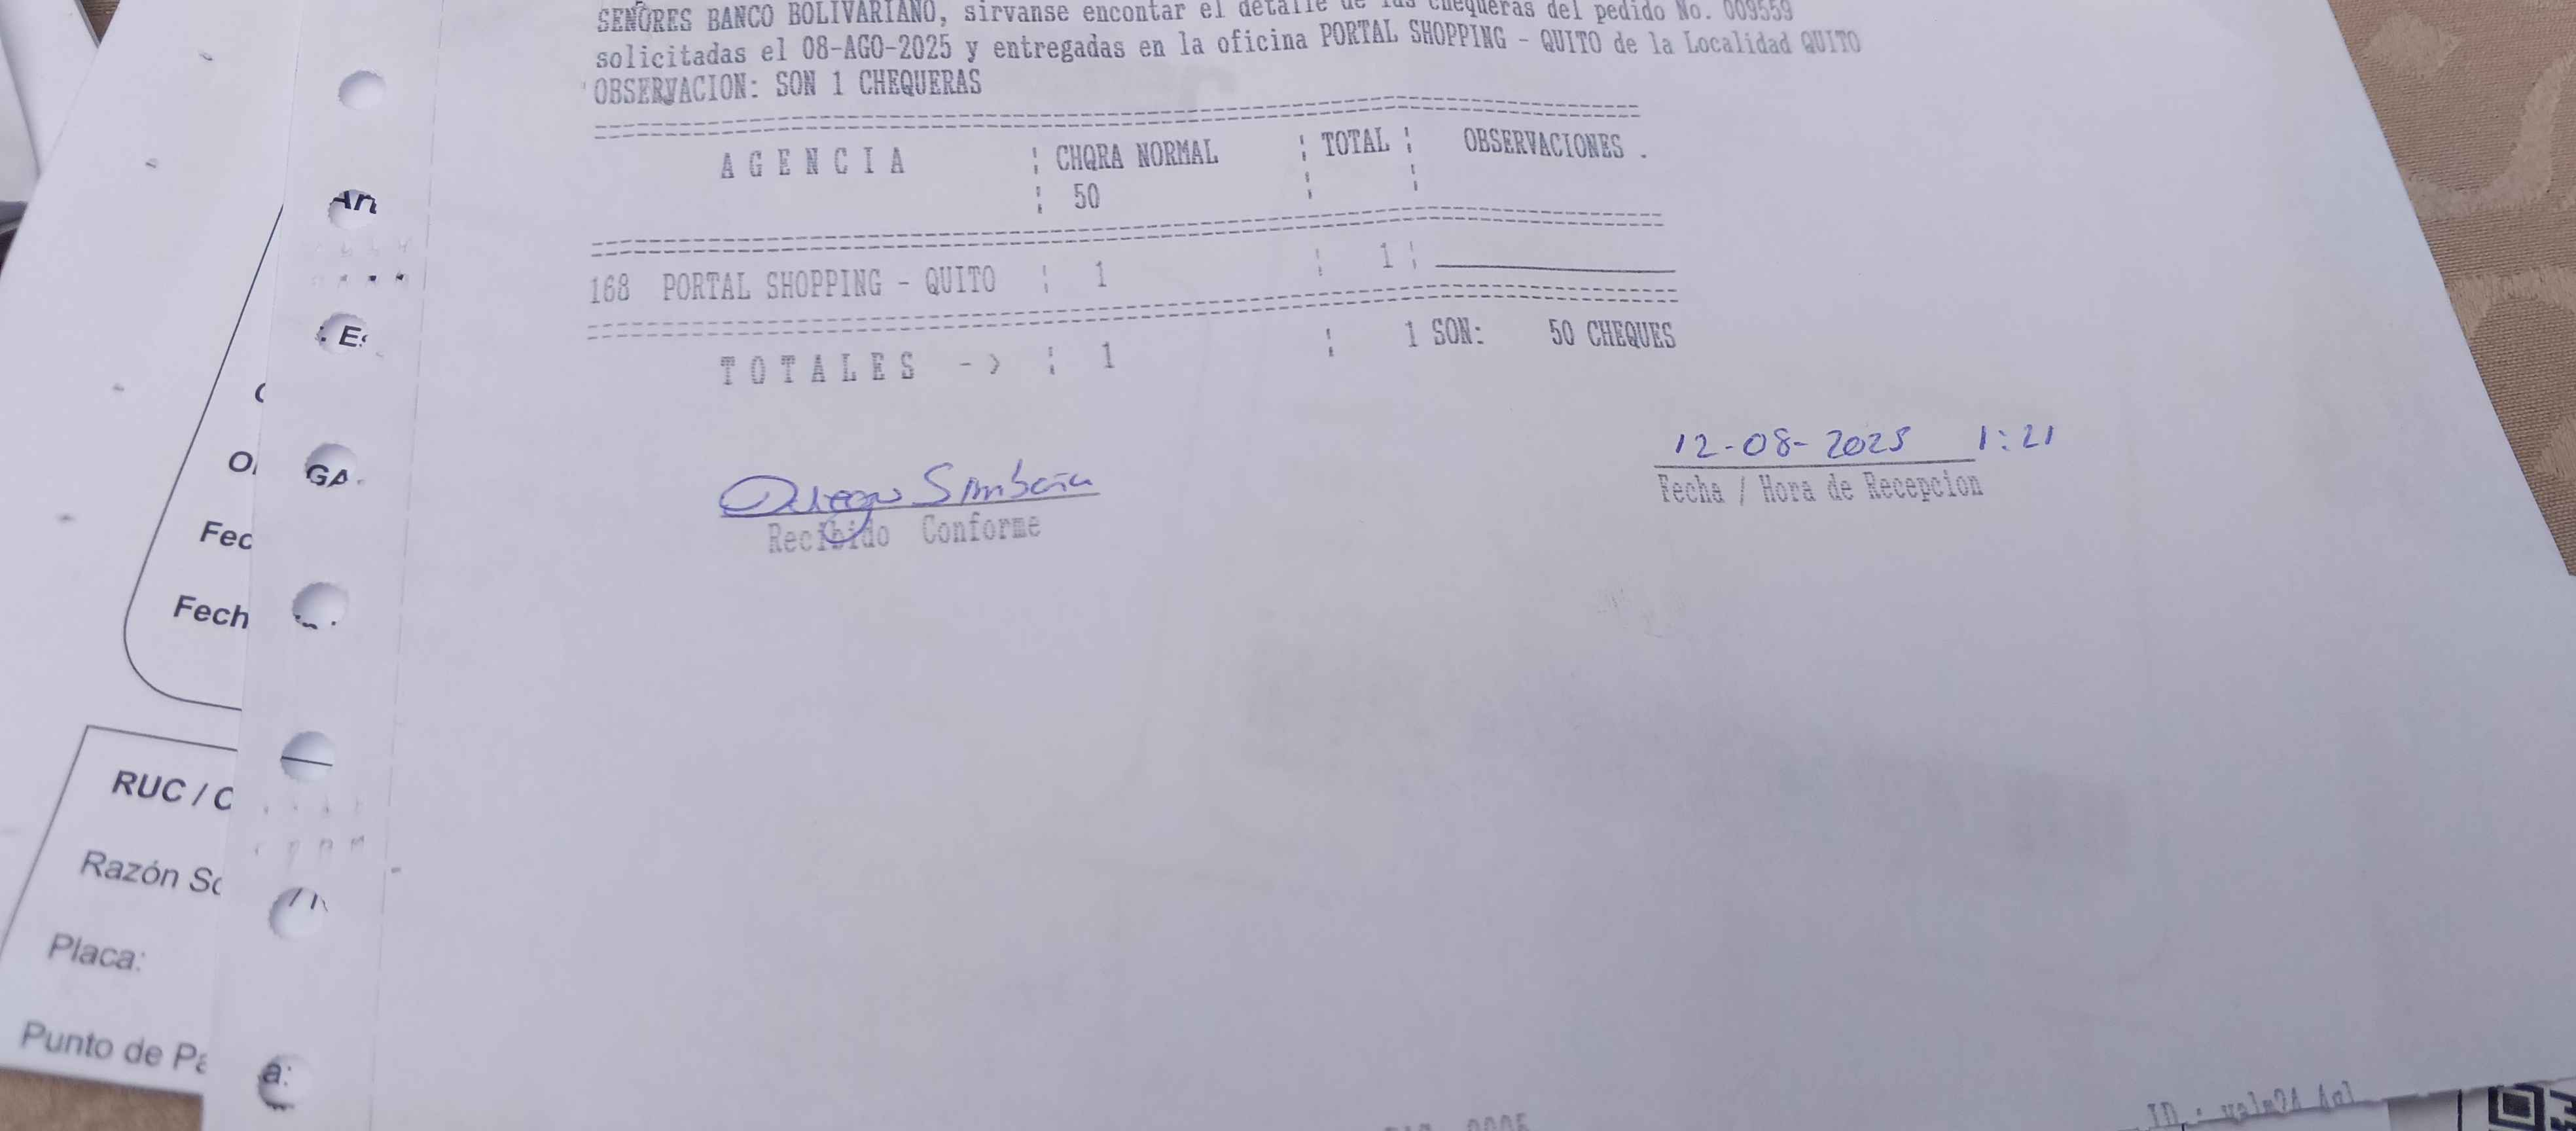 SEÑORES BANCO BOLIVARIANO, sirvanse encontar el detalle de las chequeras del pedido No. 009559
solicitadas el 08-AGO-2025 y entregadas en la oficina PORTAL SHOPPING - QUITO de la Localidad QUITO
OBSERVACION: SON 1 CHEQUERAS
A G E N C I A ¦ CHQRA NORMAL ¦ TOTAL ¦ OBSERVACIONES .
¦ 50 ¦ ¦
168 PORTAL SHOPPING - QUITO ¦ 1 ¦ 1 ¦
T O T A L E S - > ¦ 1 ¦ 1 SON: 50 CHEQUES
12-08-2025 1:21
Fecha / Hora de Recepcion
Recibido Conforme
GA
Fec
Fech
RUC / C
Razón So
Placa:
Punto de Pa
a: